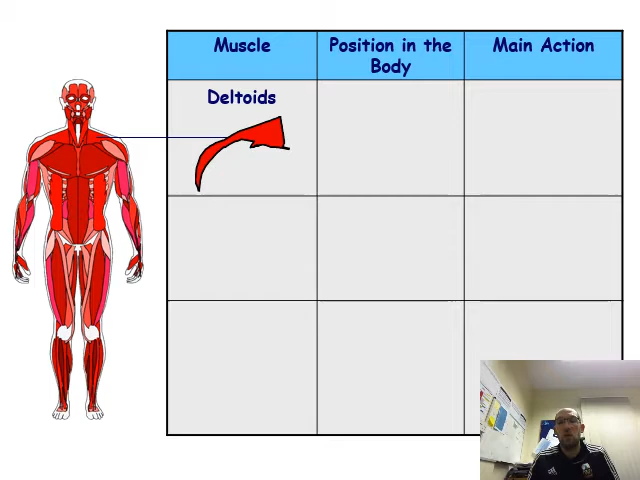 Muscle
Position in the
Body
Main Action
Deltoids